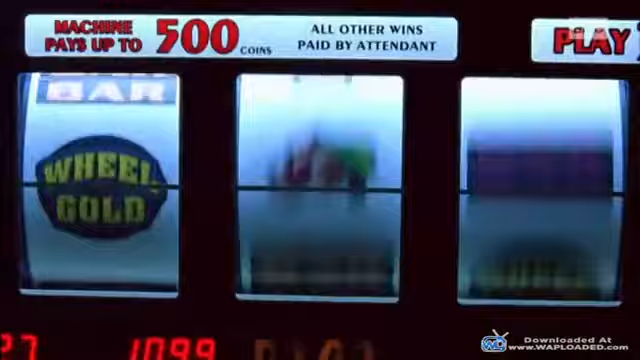 MACHINE
PAYS UP TO 500 COINS
ALL OTHER WINS
PAID BY ATTENDANT
PLAY
BAR
WHEEL
GOLD
1099
Downloaded At
www.WAPLOADED.com